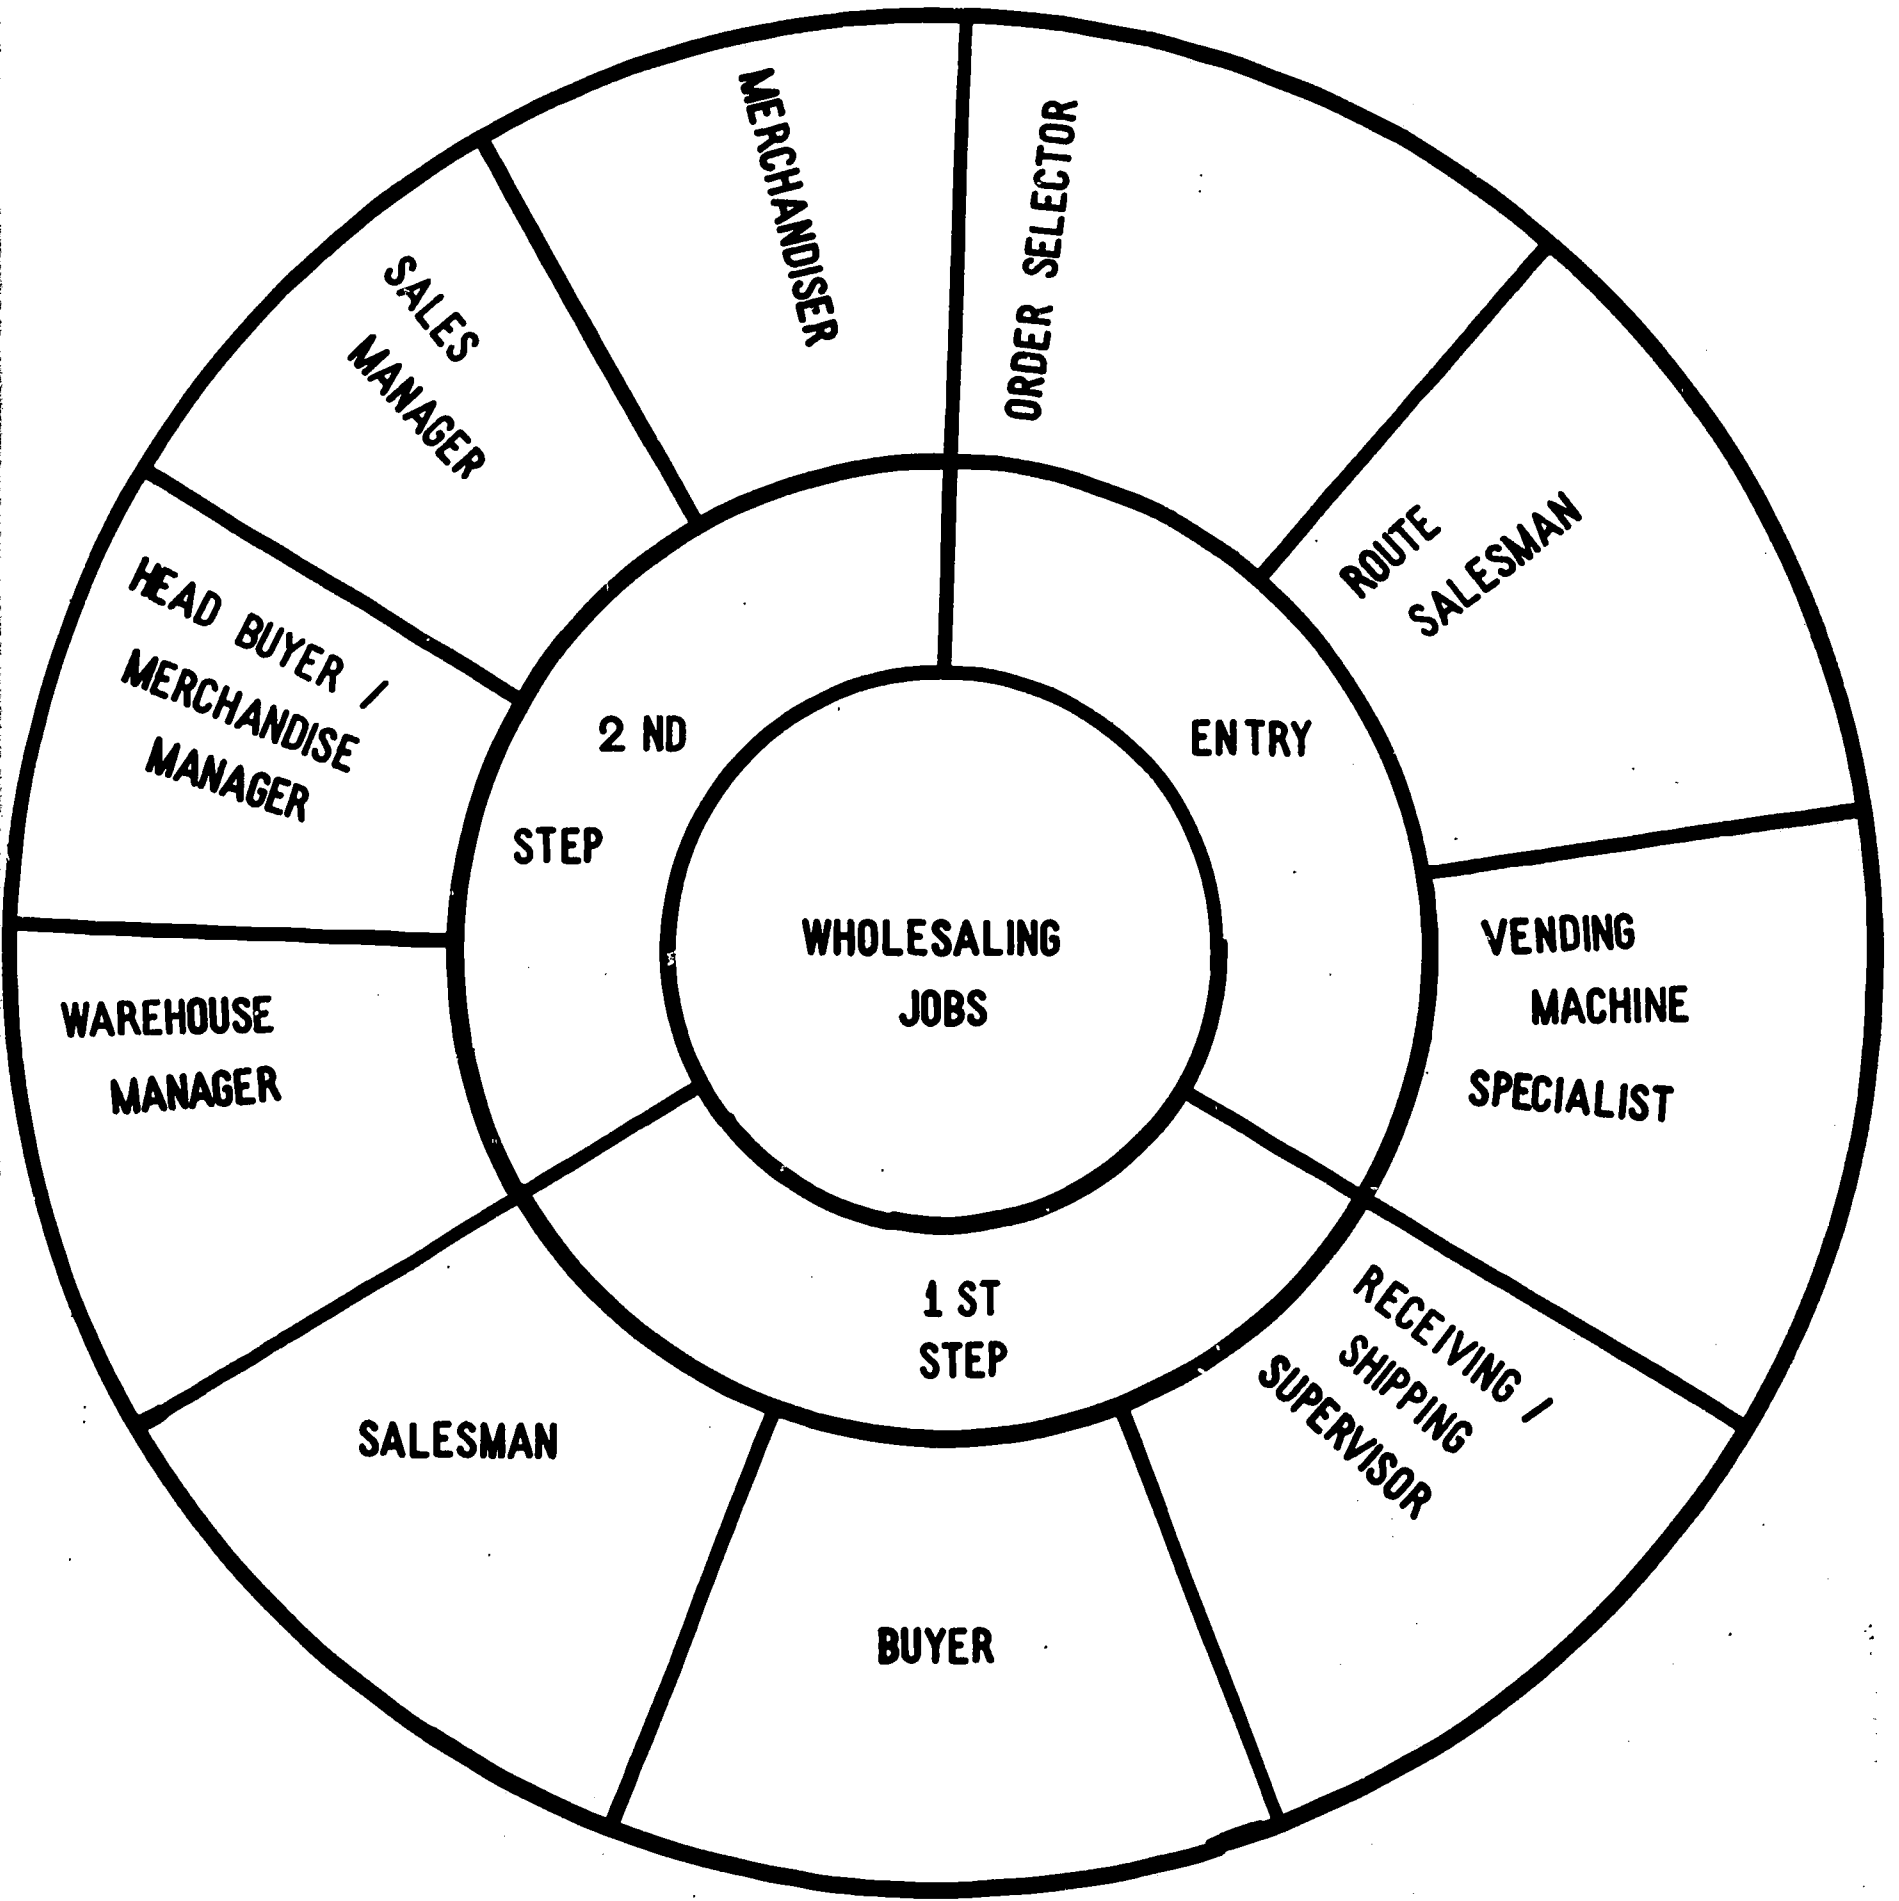 WHOLESALING
JOBS
ENTRY
ORDER SELECTOR
ROUTE
SALESMAN
VENDING
MACHINE
SPECIALIST
1 ST
STEP
RECEIVING /
SHIPPING
SUPERVISOR
BUYER
SALESMAN
2 ND
STEP
WAREHOUSE
MANAGER
HEAD BUYER /
MERCHANDISE
MANAGER
SALES
MANAGER
MERCHANDISER